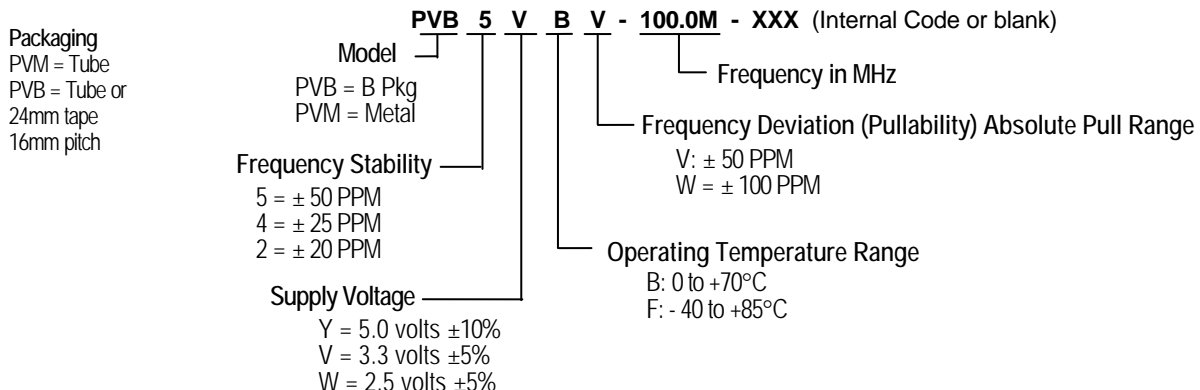 PVB 5 V B V - 100.0M - XXX (Internal Code or blank)
Packaging
PVM = Tube
PVB = Tube or
24mm tape
16mm pitch
Model
PVB = B Pkg
PVM = Metal
Frequency in MHz
Frequency Deviation (Pullability) Absolute Pull Range
V: ± 50 PPM
W = ± 100 PPM
Frequency Stability
5 = ± 50 PPM
4 = ± 25 PPM
2 = ± 20 PPM
Operating Temperature Range
B: 0 to +70°C
F: - 40 to +85°C
Supply Voltage
Y = 5.0 volts ±10%
V = 3.3 volts ±5%
W = 2.5 volts ±5%